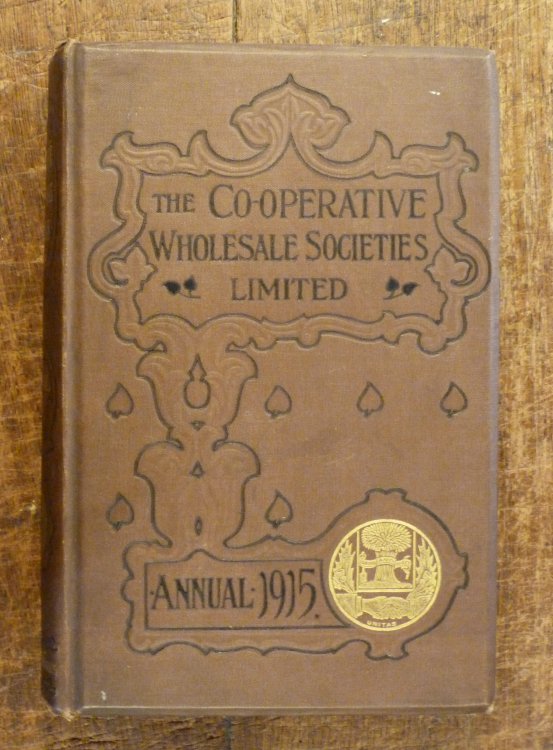 THE CO-OPERATIVE
WHOLESALE SOCIETIES
LIMITED
·ANNUAL·1915.
UNITAS